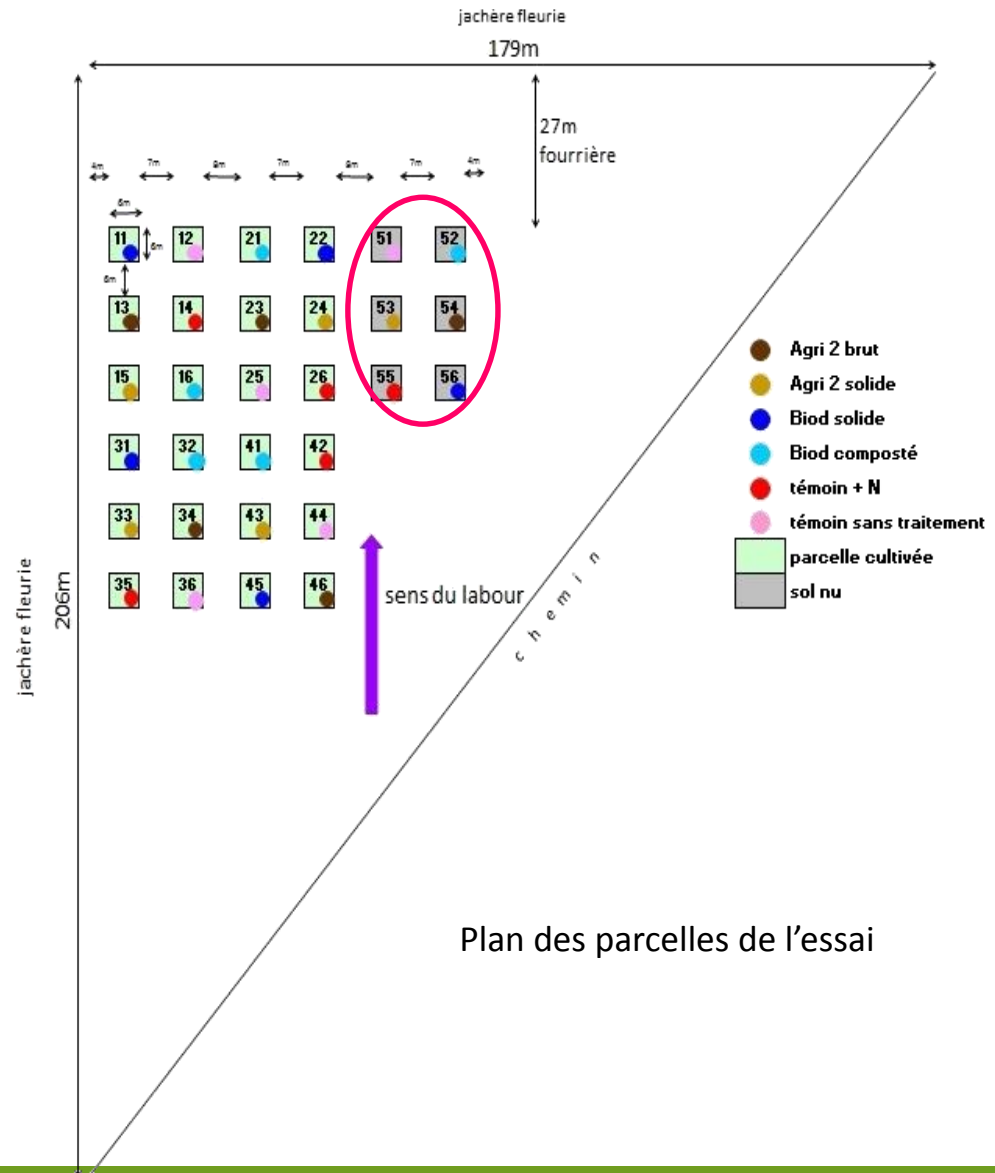 jachère fleurie
179m
27m
fourrière
4m 7m 8m 7m 8m 7m 4m
6m
11 12 21 22 51 52
6m
6m
13 14 23 24 53 54
15 16 25 26 55 56
31 32 41 42
33 34 43 44
35 36 45 46
sens du labour
jachère fleurie
206m
chemin
Agri 2 brut
Agri 2 solide
Biod solide
Biod composté
témoin + N
témoin sans traitement
parcelle cultivée
sol nu
Plan des parcelles de l'essai